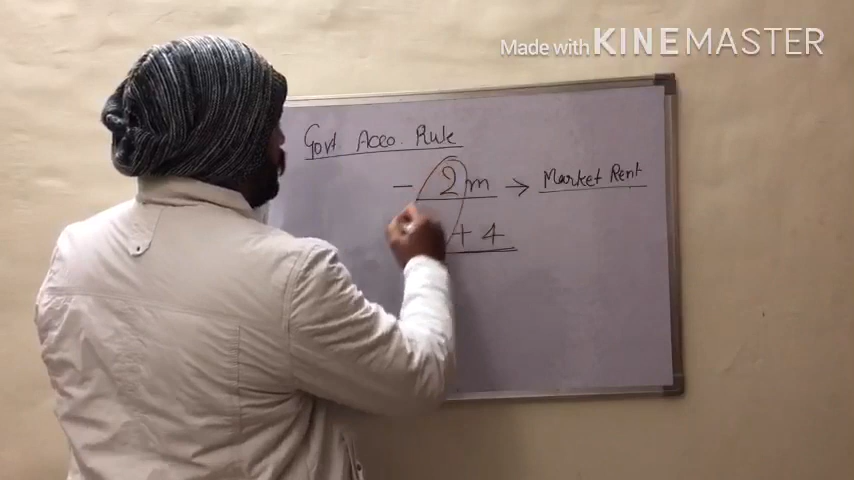 Made with KINEMASTER
Govt Acco. Rule
- 2m → Market Rent
+ 4